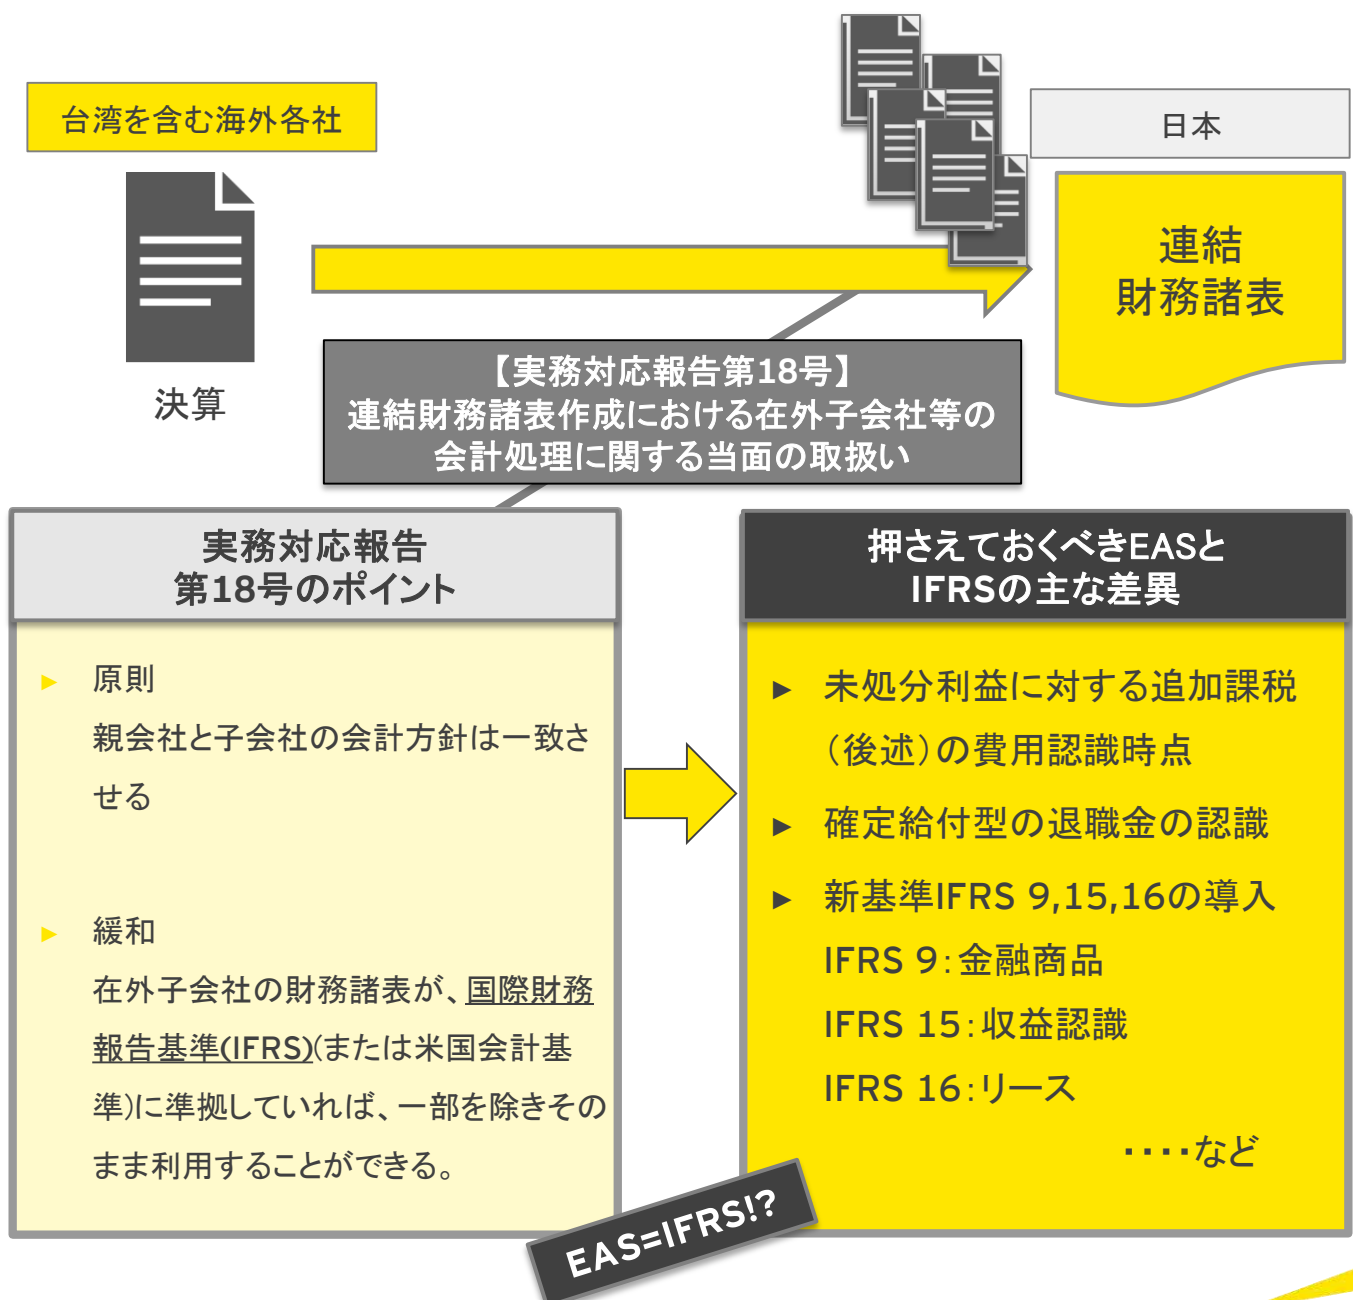 台湾を含む海外各社
日本
連結
財務諸表
決算
【実務対応報告第18号】
連結財務諸表作成における在外子会社等の
会計処理に関する当面の取扱い
実務対応報告
第18号のポイント
► 原則
親会社と子会社の会計方針は一致さ
せる
► 緩和
在外子会社の財務諸表が、国際財務
報告基準(IFRS)(または米国会計基
準)に準拠していれば、一部を除きその
まま利用することができる。
押さえておくべきEASと
IFRSの主な差異
► 未処分利益に対する追加課税
（後述）の費用認識時点
► 確定給付型の退職金の認識
► 新基準IFRS 9,15,16の導入
IFRS 9：金融商品
IFRS 15：収益認識
IFRS 16：リース
・・・・など
EAS=IFRS!?